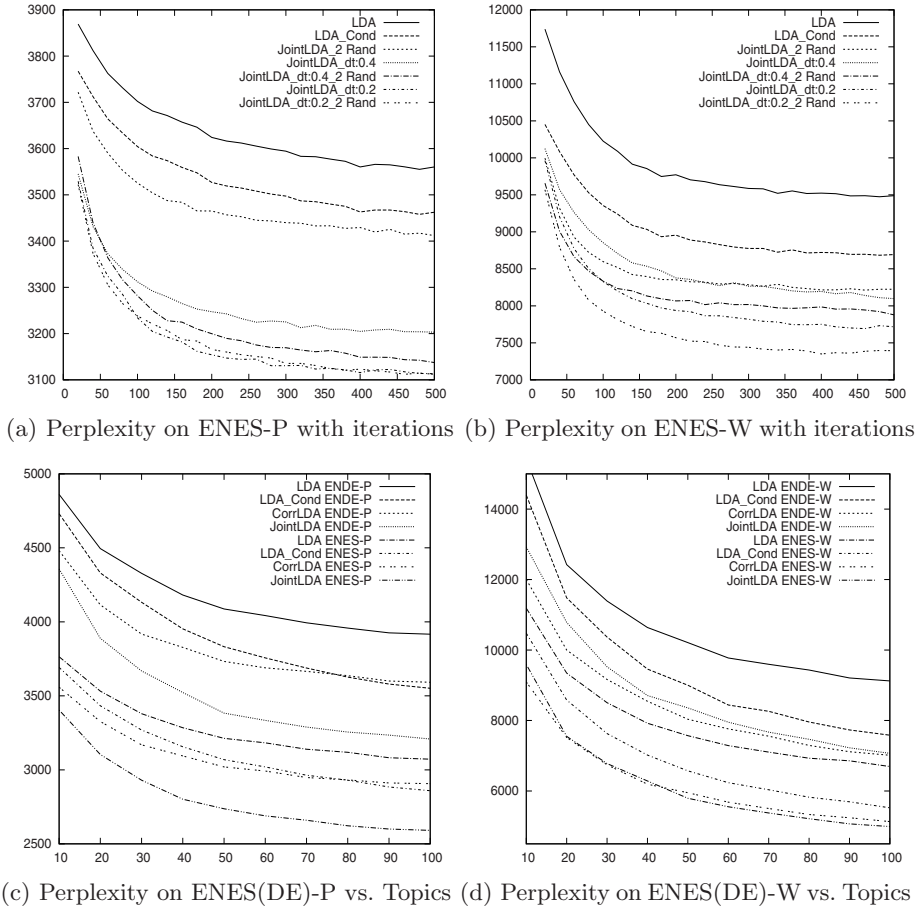 3900
3800
3700
3600
3500
3400
3300
3200
3100
0 50 100 150 200 250 300 350 400 450 500
LDA
LDA_Cond
JointLDA_2 Rand
JointLDA_dt:0.4
JointLDA_dt:0.4_2 Rand
JointLDA_dt:0.2
JointLDA_dt:0.2_2 Rand
(a) Perplexity on ENES-P with iterations
12000
11500
11000
10500
10000
9500
9000
8500
8000
7500
7000
0 50 100 150 200 250 300 350 400 450 500
LDA
LDA_Cond
JointLDA_2 Rand
JointLDA_dt:0.4
JointLDA_dt:0.4_2 Rand
JointLDA_dt:0.2
JointLDA_dt:0.2_2 Rand
(b) Perplexity on ENES-W with iterations
5000
4500
4000
3500
3000
2500
10 20 30 40 50 60 70 80 90 100
LDA ENDE-P
LDA_Cond ENDE-P
CorrLDA ENDE-P
JointLDA ENDE-P
LDA ENES-P
LDA_Cond ENES-P
CorrLDA ENES-P
JointLDA ENES-P
(c) Perplexity on ENES(DE)-P vs. Topics
14000
12000
10000
8000
6000
10 20 30 40 50 60 70 80 90 100
LDA ENDE-W
LDA_Cond ENDE-W
CorrLDA ENDE-W
JointLDA ENDE-W
LDA ENES-W
LDA_Cond ENES-W
CorrLDA ENES-W
JointLDA ENES-W
(d) Perplexity on ENES(DE)-W vs. Topics